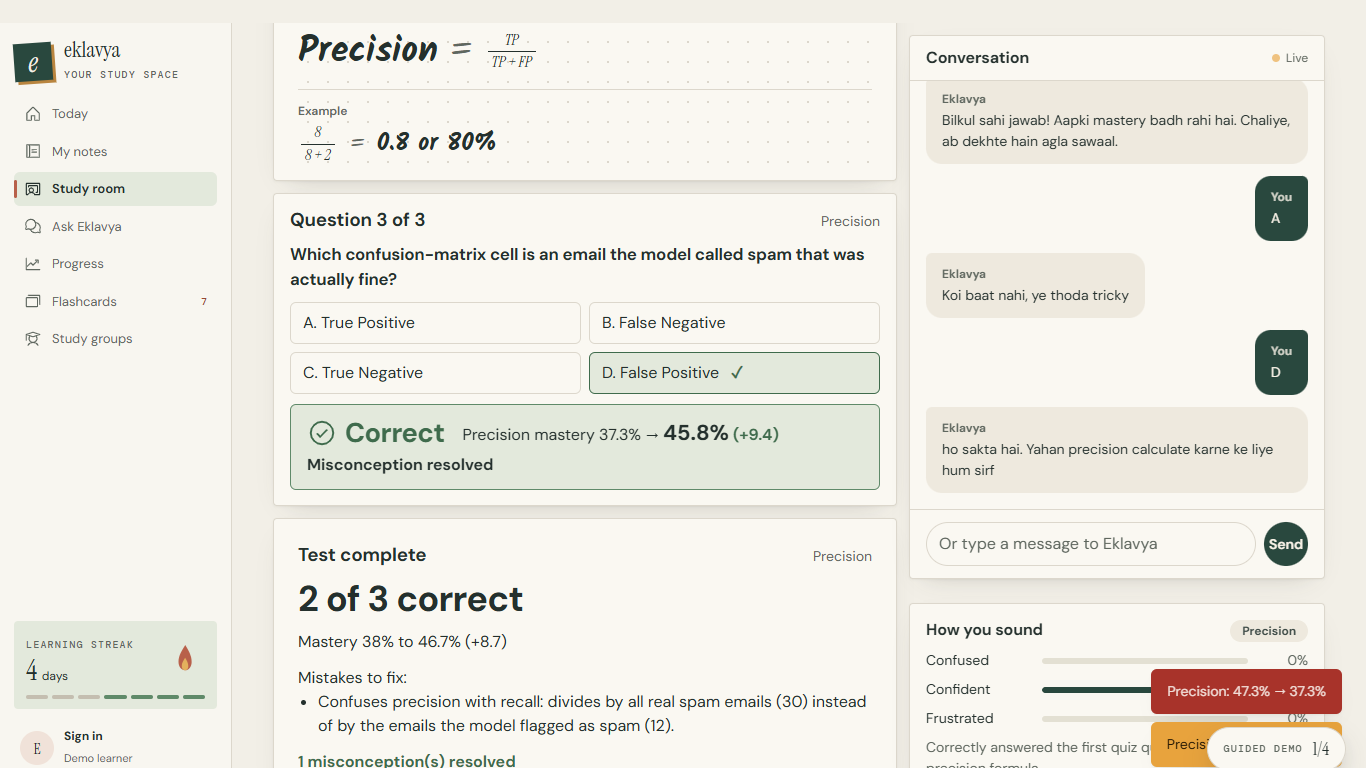 e
eklavya
YOUR STUDY SPACE
Today
My notes
Study room
Ask Eklavya
Progress
Flashcards 7
Study groups
LEARNING STREAK
4 days
E
Sign in
Demo learner
Precision = TP / TP + FP
Example
8 / 8 + 2 = 0.8 or 80%
Question 3 of 3 Precision
Which confusion-matrix cell is an email the model called spam that was
actually fine?
A. True Positive
B. False Negative
C. True Negative
D. False Positive ✓
Correct Precision mastery 37.3% → 45.8% (+9.4)
Misconception resolved
Test complete Precision
2 of 3 correct
Mastery 38% to 46.7% (+8.7)
Mistakes to fix:
• Confuses precision with recall: divides by all real spam emails (30) instead
of by the emails the model flagged as spam (12).
1 misconception(s) resolved
Conversation Live
Eklavya
Bilkul sahi jawab! Aapki mastery badh rahi hai. Chaliye,
ab dekhte hain agla sawaal.
You
A
Eklavya
Koi baat nahi, ye thoda tricky
You
D
Eklavya
ho sakta hai. Yahan precision calculate karne ke liye
hum sirf
Or type a message to Eklavya
Send
How you sound Precision
Confused 0%
Confident
Frustrated 0%
Correctly answered the first quiz
Precision: 47.3% → 37.3%
GUIDED DEMO 1/4